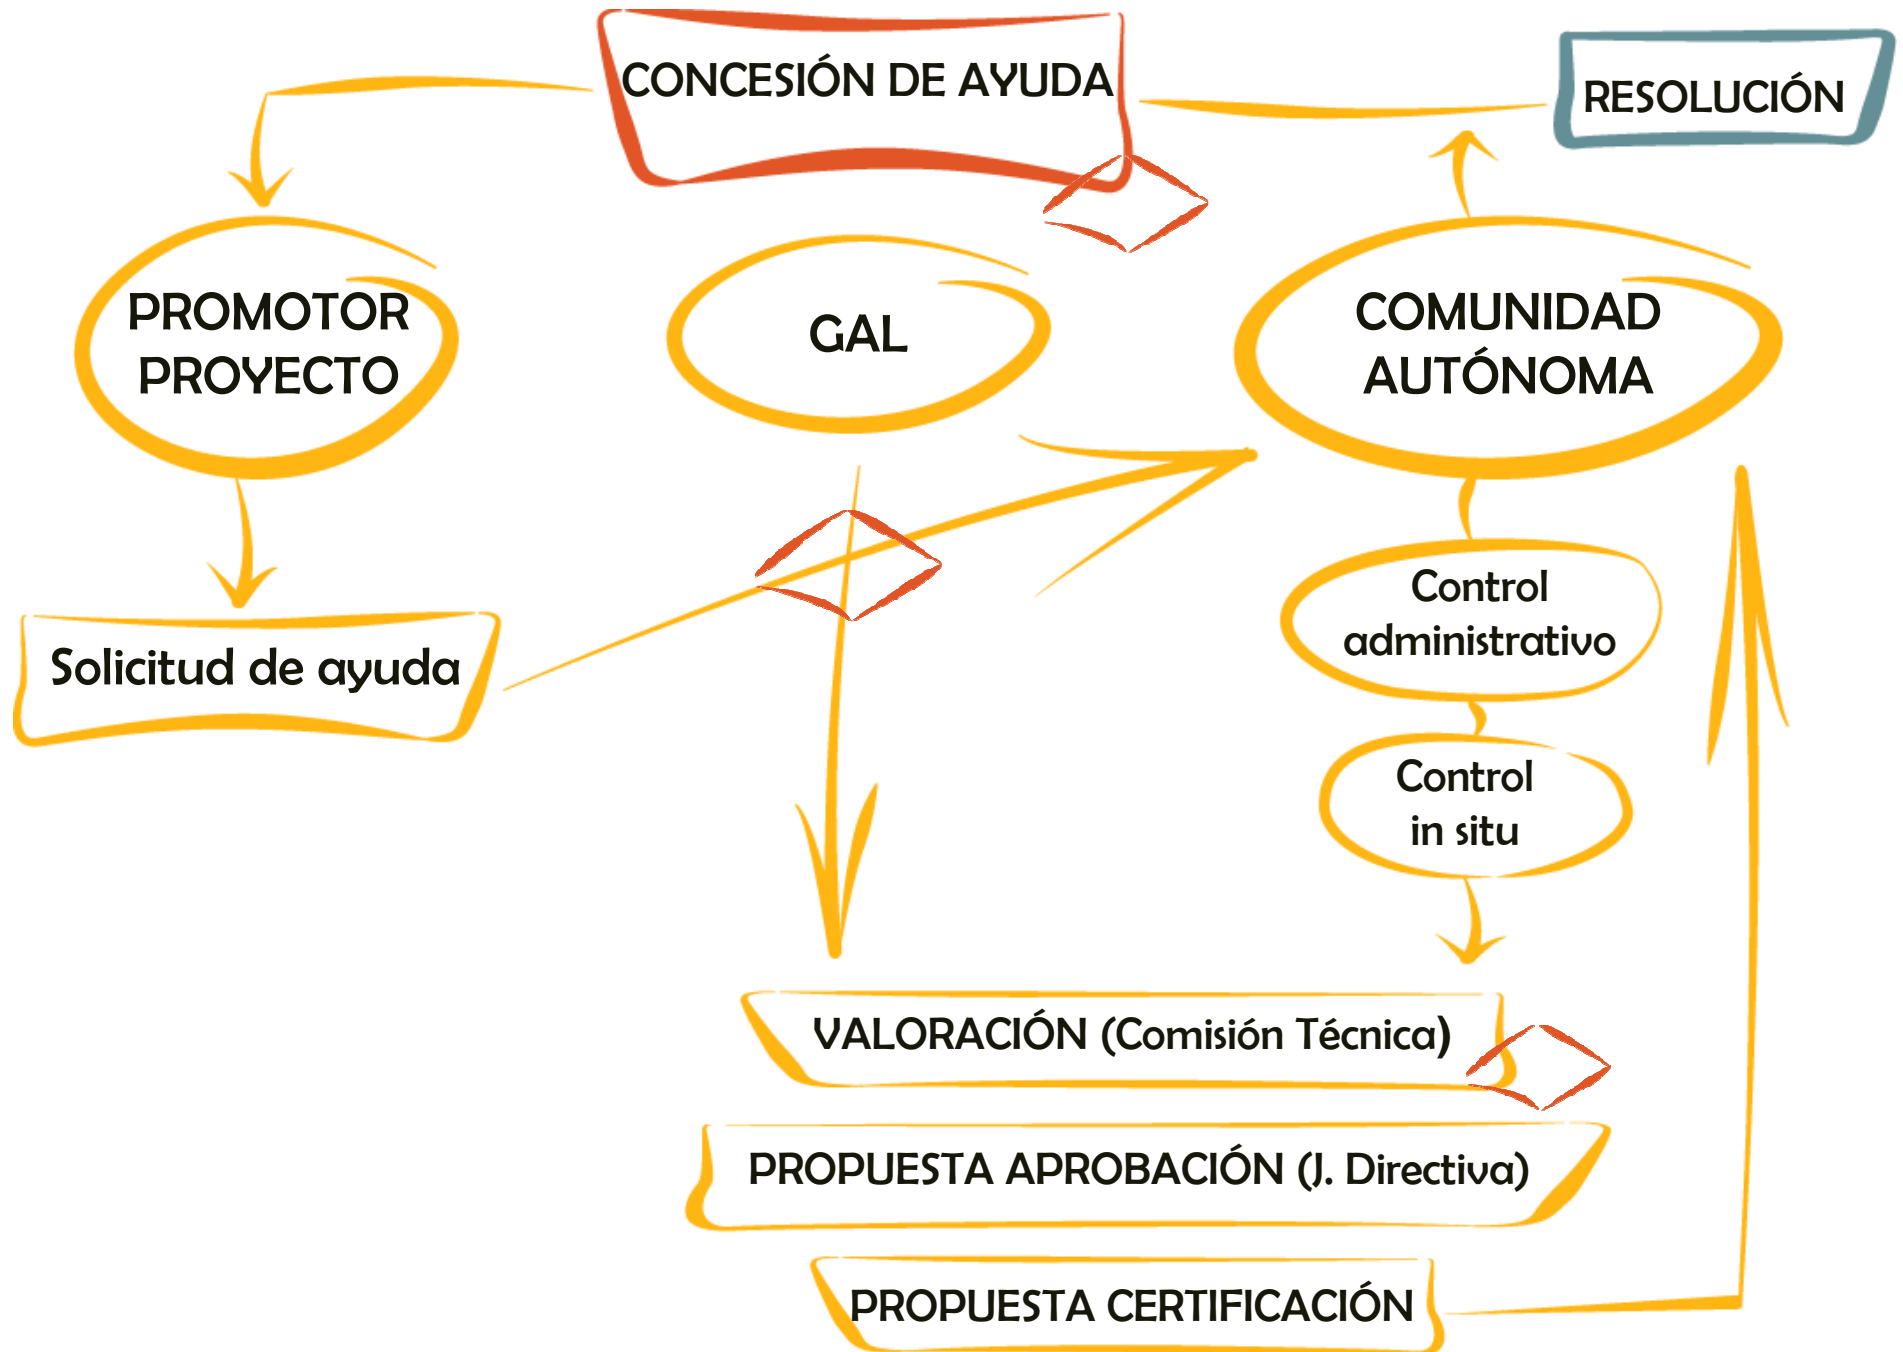 CONCESIÓN DE AYUDA
RESOLUCIÓN
PROMOTOR
PROYECTO
GAL
COMUNIDAD
AUTÓNOMA
Solicitud de ayuda
Control
administrativo
Control
in situ
VALORACIÓN (Comisión Técnica)
PROPUESTA APROBACIÓN (J. Directiva)
PROPUESTA CERTIFICACIÓN